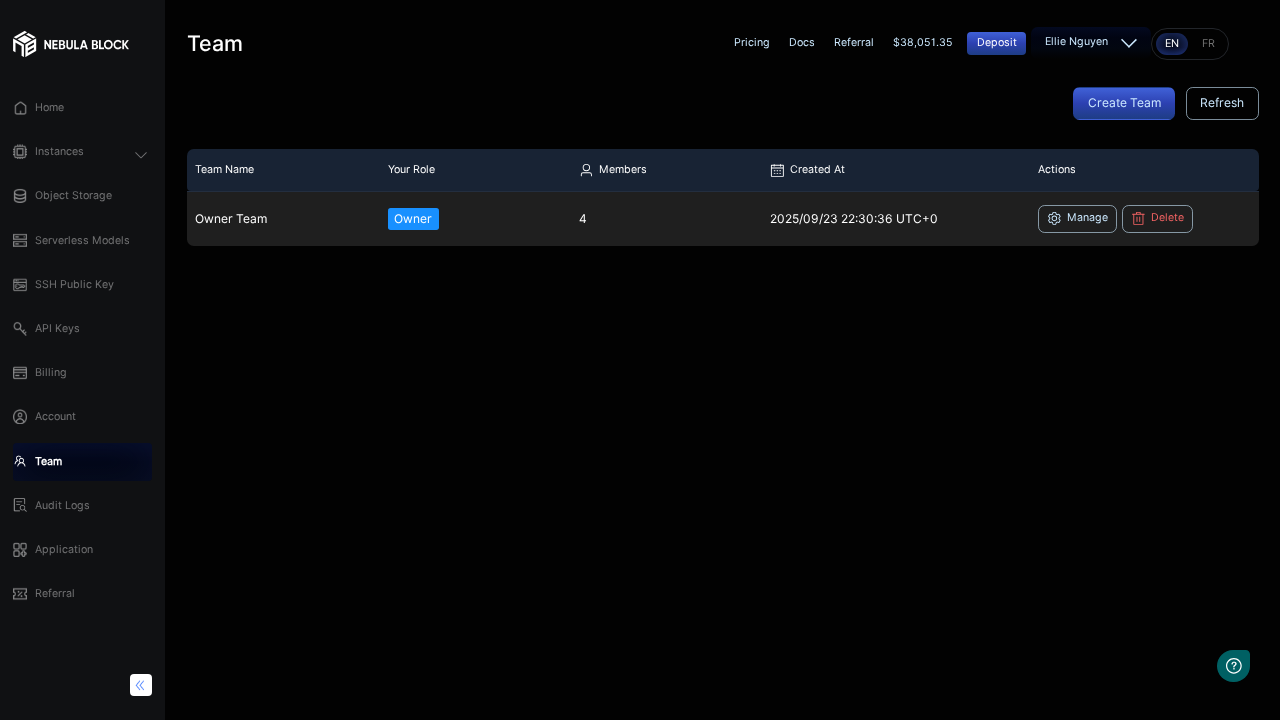 NEBULA BLOCK
Home
Instances
Object Storage
Serverless Models
SSH Public Key
API Keys
Billing
Account
Team
Audit Logs
Application
Referral
Team
Pricing Docs Referral $38,051.35 Deposit Ellie Nguyen EN FR
Create Team Refresh
Team Name Your Role Members Created At Actions
Owner Team Owner 4 2025/09/23 22:30:36 UTC+0 Manage Delete